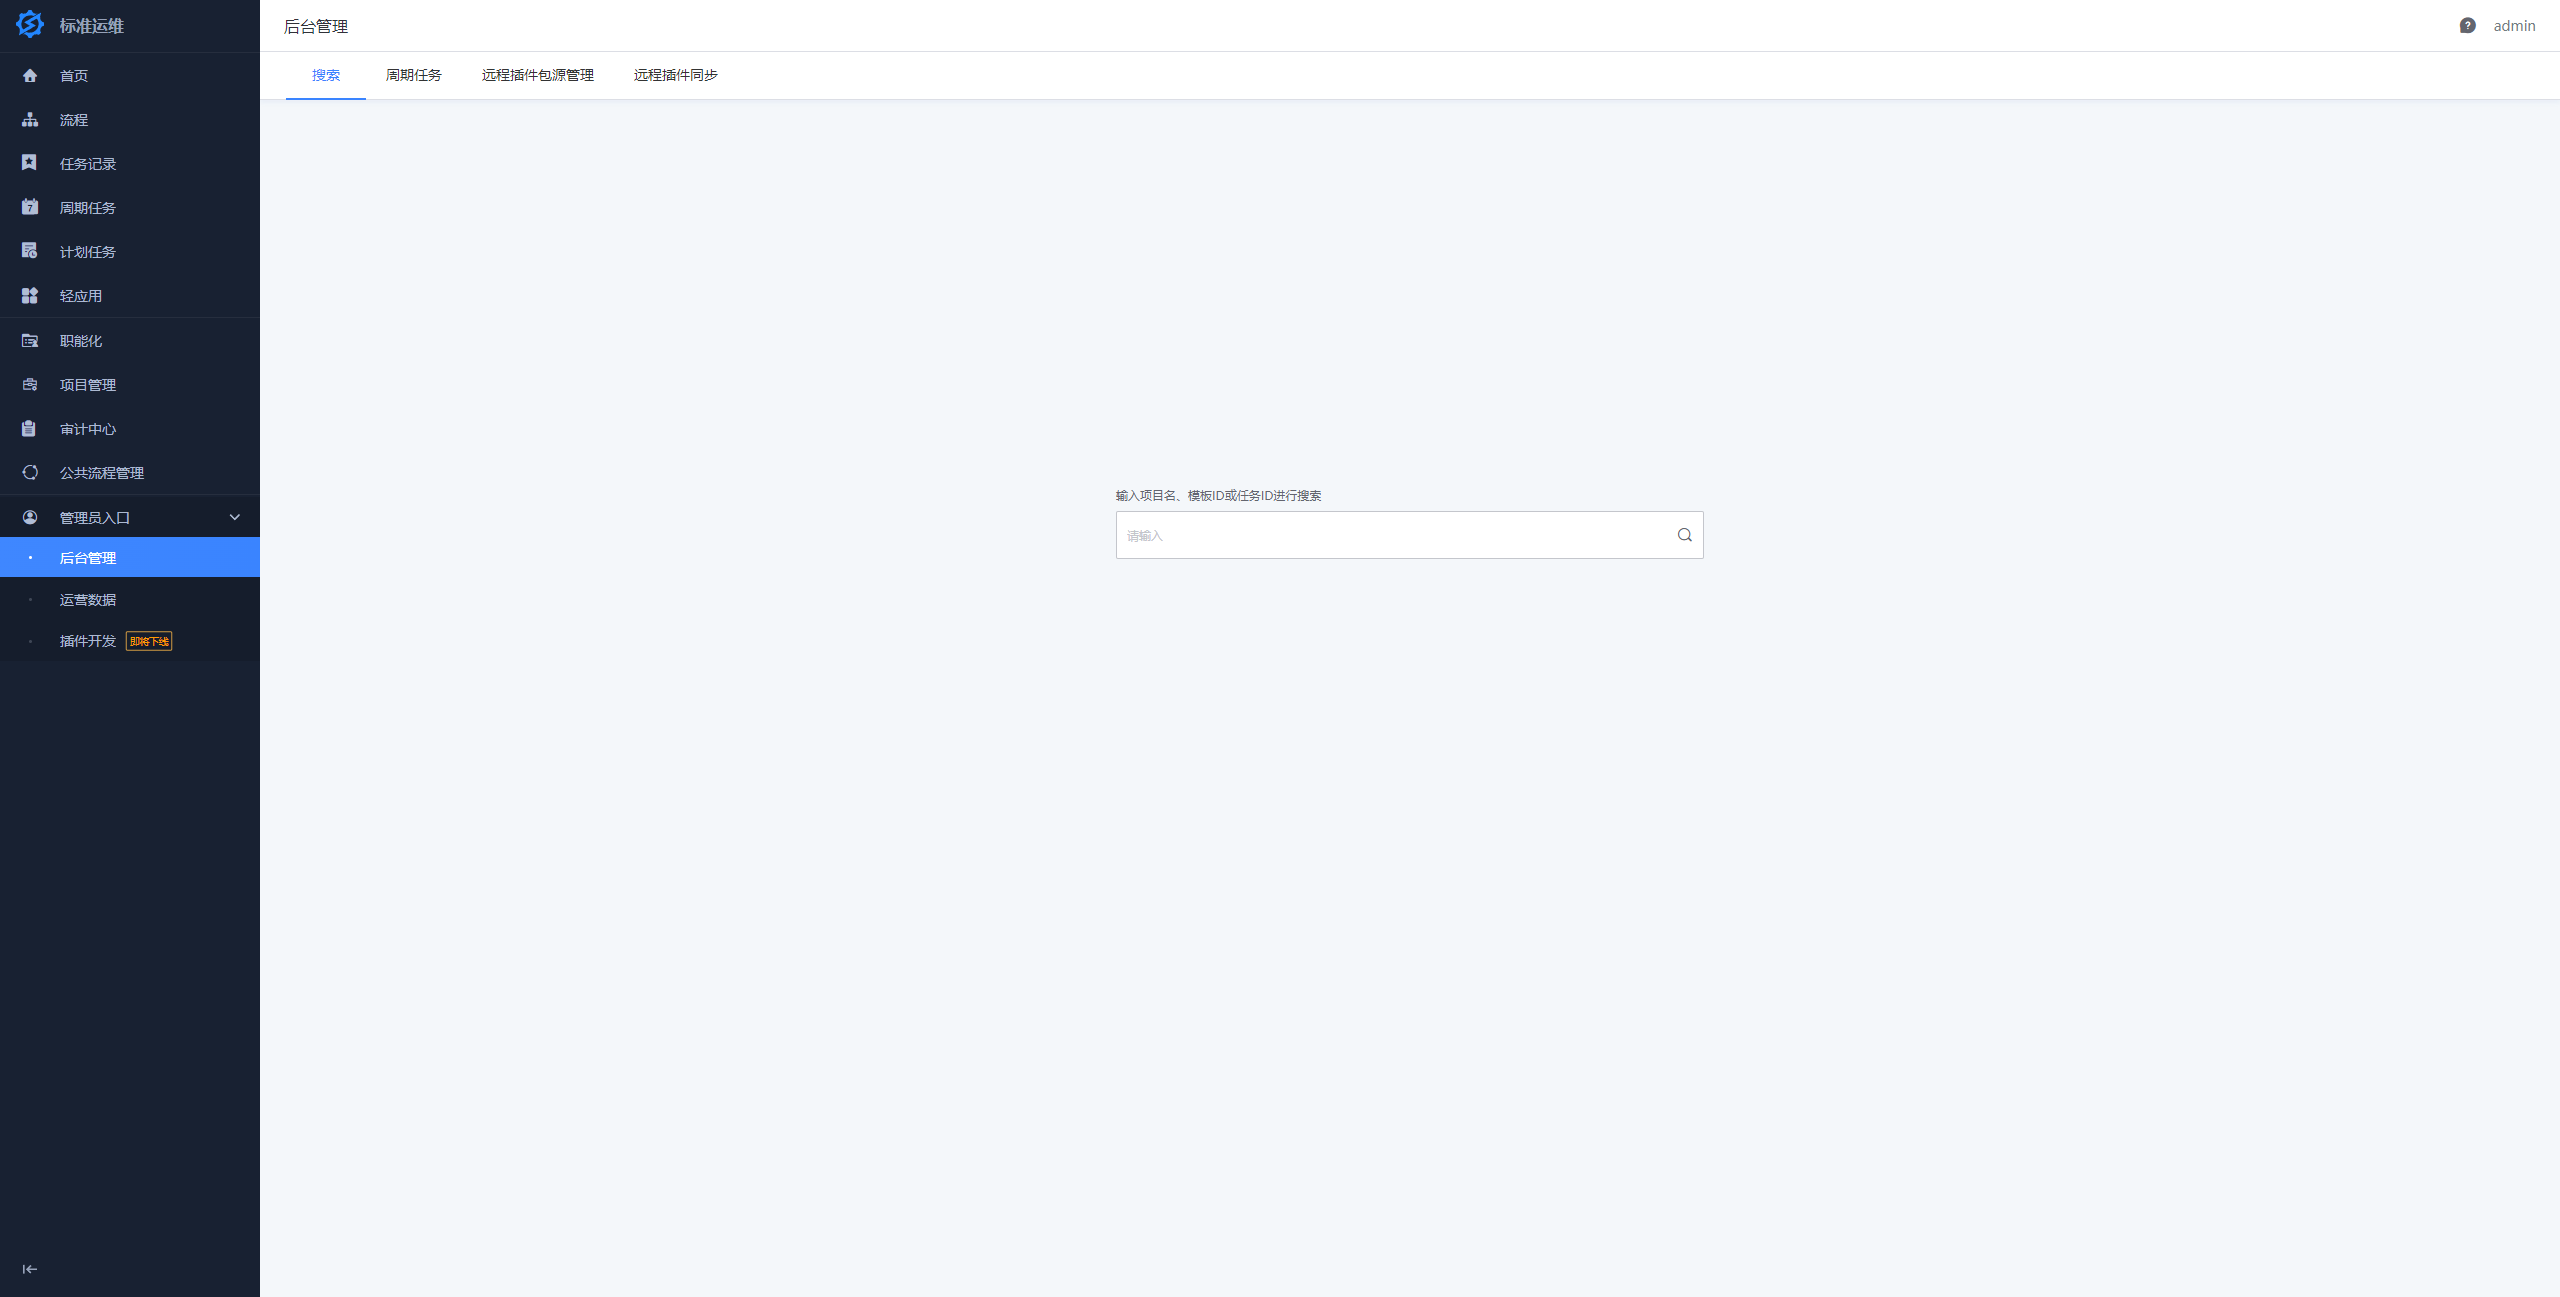 标准运维
首页
流程
任务记录
周期任务
7
计划任务
轻应用
职能化
项目管理
审计中心
公共流程管理
管理员入口
后台管理
运营数据
插件开发 即将下线
后台管理
? admin
搜索 周期任务 远程插件包源管理 远程插件同步
输入项目名、模板ID或任务ID进行搜索
请输入